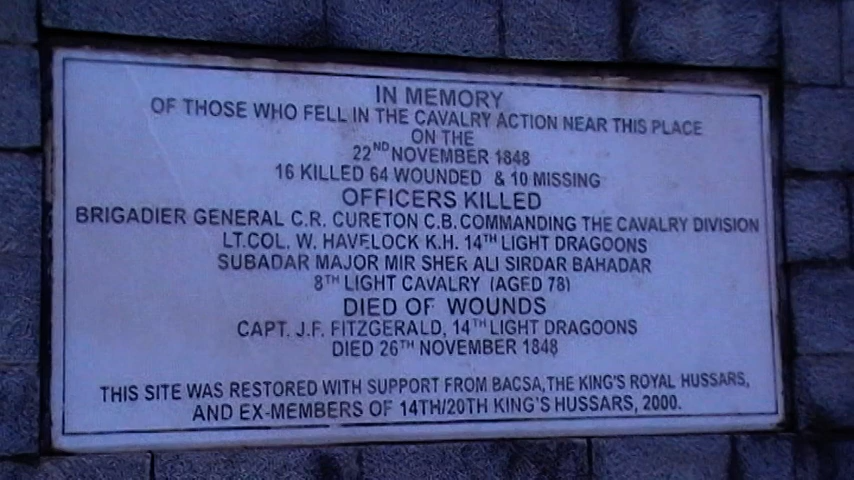 IN MEMORY
OF THOSE WHO FELL IN THE CAVALRY ACTION NEAR THIS PLACE
ON THE
22ND NOVEMBER 1848
16 KILLED 64 WOUNDED & 10 MISSING
OFFICERS KILLED
BRIGADIER GENERAL C.R. CURETON C.B. COMMANDING THE CAVALRY DIVISION
LT.COL. W. HAVELOCK K.H. 14TH LIGHT DRAGOONS
SUBADAR MAJOR MIR SHER ALI SIRDAR BAHADAR
8TH LIGHT CAVALRY (AGED 78)
DIED OF WOUNDS
CAPT. J.F. FITZGERALD, 14TH LIGHT DRAGOONS
DIED 26TH NOVEMBER 1848
THIS SITE WAS RESTORED WITH SUPPORT FROM BACSA, THE KING'S ROYAL HUSSARS,
AND EX-MEMBERS OF 14TH/20TH KING'S HUSSARS, 2000.